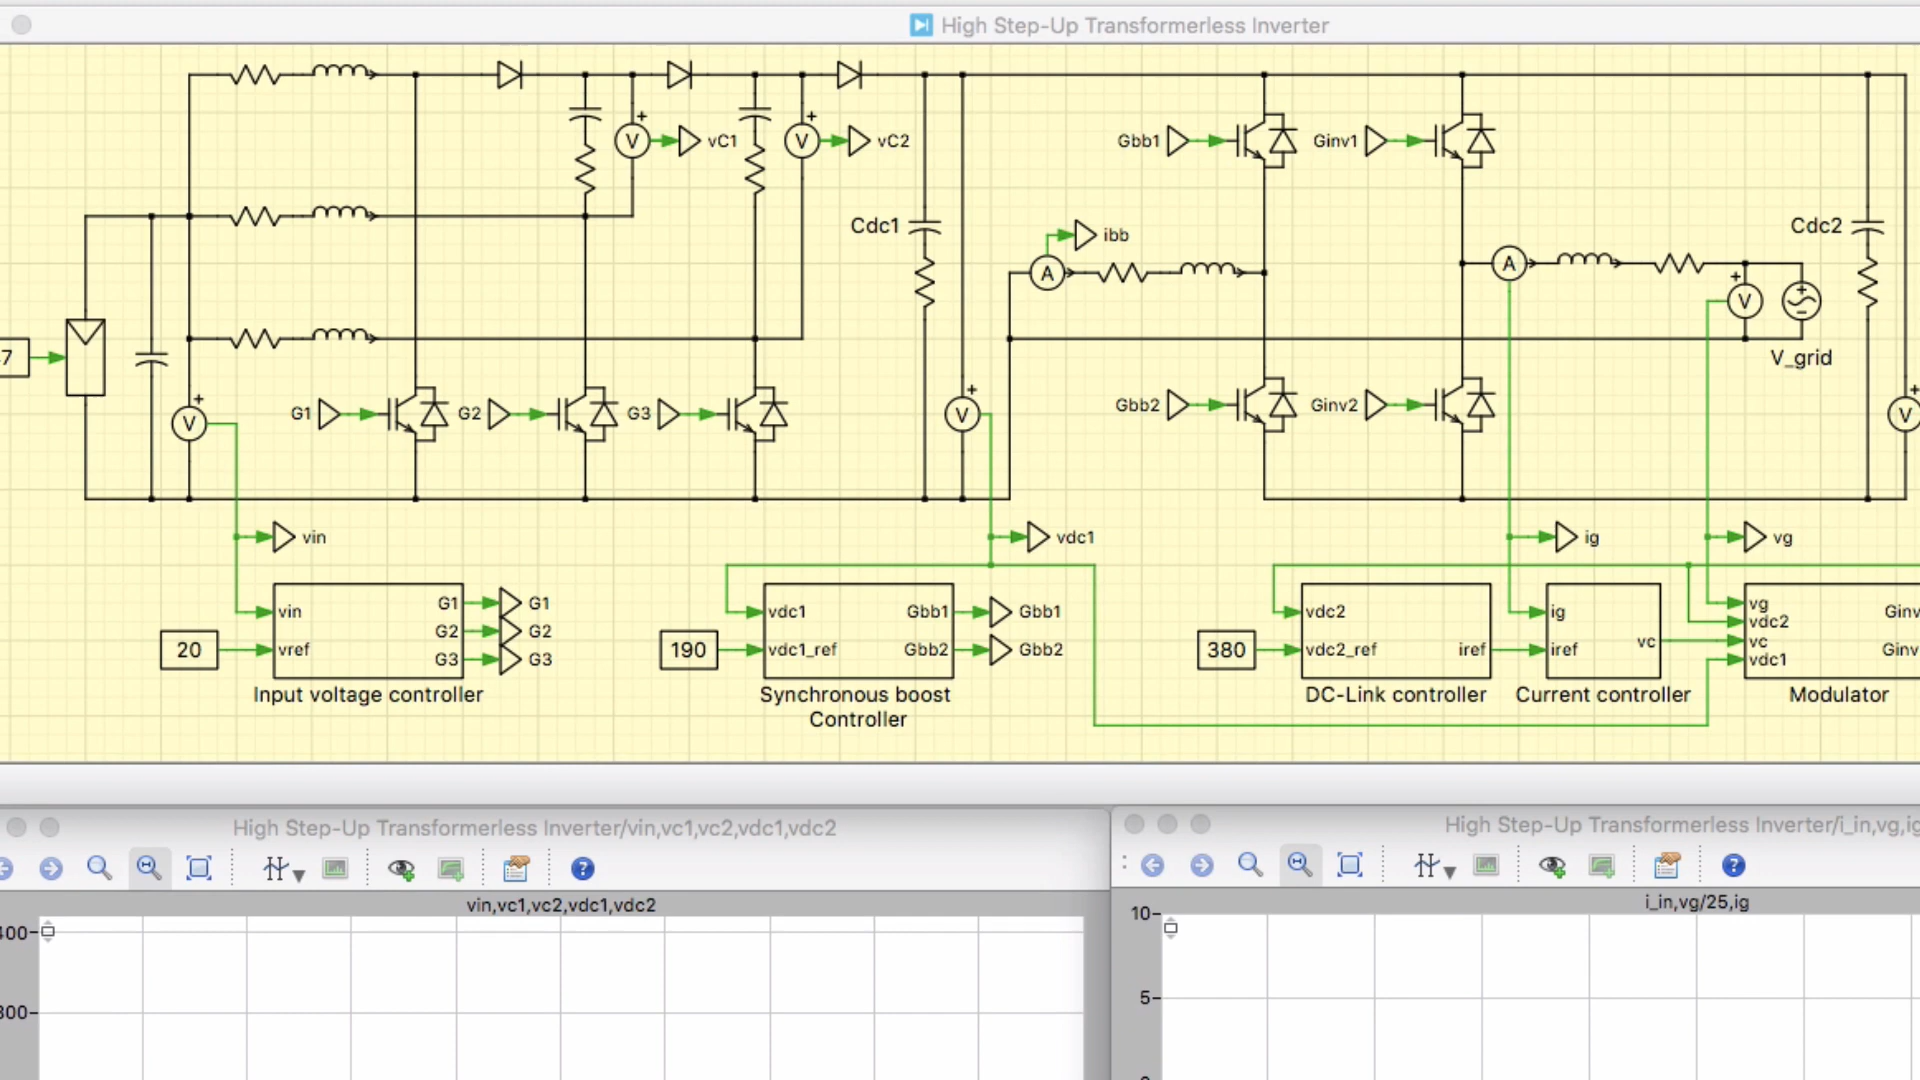 High Step-Up Transformerless Inverter
V
vC1
V
vC2
Gbb1
Ginv1
Cdc1
Cdc2
ibb
A
A
V
V_grid
7
V
G1
G2
G3
V
Gbb2
Ginv2
V
vin
vdc1
ig
vg
vin
vref
G1
G2
G3
G1
G2
G3
20
Input voltage controller
vdc1
vdc1_ref
Gbb1
Gbb2
Gbb1
Gbb2
190
Synchronous boost
Controller
vdc2
vdc2_ref
iref
380
DC-Link controller
ig
iref
vc
Current controller
vg
vdc2
vc
vdc1
Ginv
Ginv
Modulator
High Step-Up Transformerless Inverter/vin,vc1,vc2,vdc1,vdc2
High Step-Up Transformerless Inverter/i_in,vg,ig
vin,vc1,vc2,vdc1,vdc2
i_in,vg/25,ig
400
300
10
5